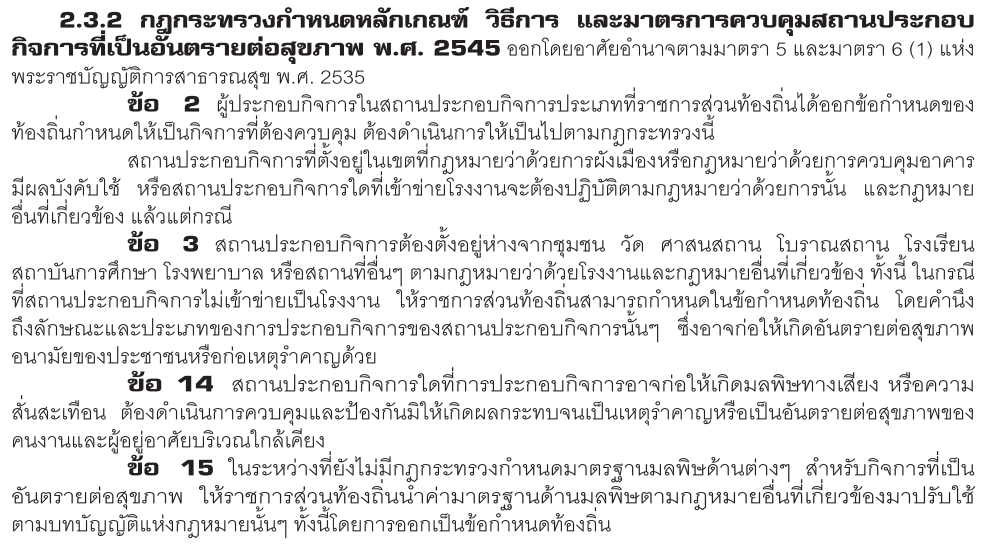 2.3.2 กฎกระทรวงกำหนดหลักเกณฑ์ วิธีการ และมาตรการควบคุมสถานประกอบ
กิจการที่เป็นอันตรายต่อสุขภาพ พ.ศ. 2545 ออกโดยอาศัยอำนาจตามมาตรา 5 และมาตรา 6 (1) แห่ง
พระราชบัญญัติการสาธารณสุข พ.ศ. 2535
ข้อ 2 ผู้ประกอบกิจการในสถานประกอบกิจการประเภทที่ราชการส่วนท้องถิ่นได้ออกข้อกำหนดของ
ท้องถิ่นกำหนดให้เป็นกิจการที่ต้องควบคุม ต้องดำเนินการให้เป็นไปตามกฎกระทรวงนี้
สถานประกอบกิจการที่ตั้งอยู่ในเขตที่กฎหมายว่าด้วยการผังเมืองหรือกฎหมายว่าด้วยการควบคุมอาคาร
มีผลบังคับใช้ หรือสถานประกอบกิจการใดที่เข้าข่ายโรงงานจะต้องปฏิบัติตามกฎหมายว่าด้วยการนั้น และกฎหมาย
อื่นที่เกี่ยวข้อง แล้วแต่กรณี
ข้อ 3 สถานประกอบกิจการต้องตั้งอยู่ห่างจากชุมชน วัด ศาสนสถาน โบราณสถาน โรงเรียน
สถาบันการศึกษา โรงพยาบาล หรือสถานที่อื่นๆ ตามกฎหมายว่าด้วยโรงงานและกฎหมายอื่นที่เกี่ยวข้อง ทั้งนี้ ในกรณี
ที่สถานประกอบกิจการไม่เข้าข่ายเป็นโรงงาน ให้ราชการส่วนท้องถิ่นสามารถกำหนดในข้อกำหนดท้องถิ่น โดยคำนึง
ถึงลักษณะและประเภทของการประกอบกิจการของสถานประกอบกิจการนั้นๆ ซึ่งอาจก่อให้เกิดอันตรายต่อสุขภาพ
อนามัยของประชาชนหรือก่อเหตุรำคาญด้วย
ข้อ 14 สถานประกอบกิจการใดที่การประกอบกิจการอาจก่อให้เกิดมลพิษทางเสียง หรือความ
สั่นสะเทือน ต้องดำเนินการควบคุมและป้องกันมิให้เกิดผลกระทบจนเป็นเหตุรำคาญหรือเป็นอันตรายต่อสุขภาพของ
คนงานและผู้อยู่อาศัยบริเวณใกล้เคียง
ข้อ 15 ในระหว่างที่ยังไม่มีกฎกระทรวงกำหนดมาตรฐานมลพิษด้านต่างๆ สำหรับกิจการที่เป็น
อันตรายต่อสุขภาพ ให้ราชการส่วนท้องถิ่นนำค่ามาตรฐานด้านมลพิษตามกฎหมายอื่นที่เกี่ยวข้องมาปรับใช้
ตามบทบัญญัติแห่งกฎหมายนั้นๆ ทั้งนี้โดยการออกเป็นข้อกำหนดท้องถิ่น